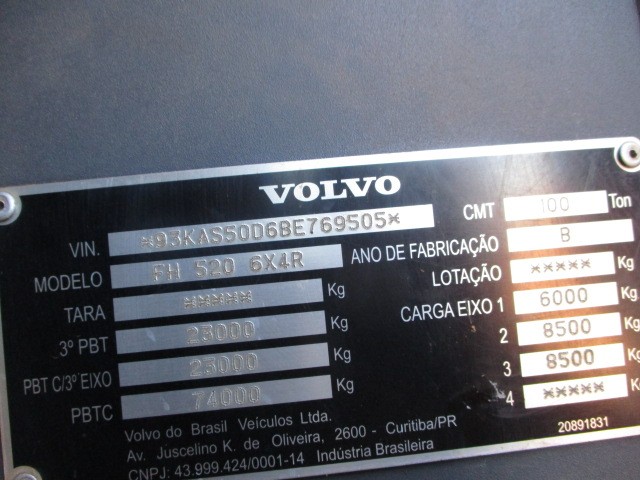 VOLVO
VIN. *93KAS50D6BE769505*
MODELO FH 520 6X4R
TARA ****** Kg
3º PBT 23000 Kg
PBT C/3º EIXO 23000 Kg
PBTC 74000 Kg
CMT 100 Ton
ANO DE FABRICAÇÃO B
LOTAÇÃO ***** Kg
CARGA EIXO 1 6000 Kg
2 8500 Kg
3 8500 Kg
4 ***** Kg
Volvo do Brasil Veículos Ltda.
Av. Juscelino K. de Oliveira, 2600 - Curitiba/PR
CNPJ: 43.999.424/0001-14 Indústria Brasileira
20891831